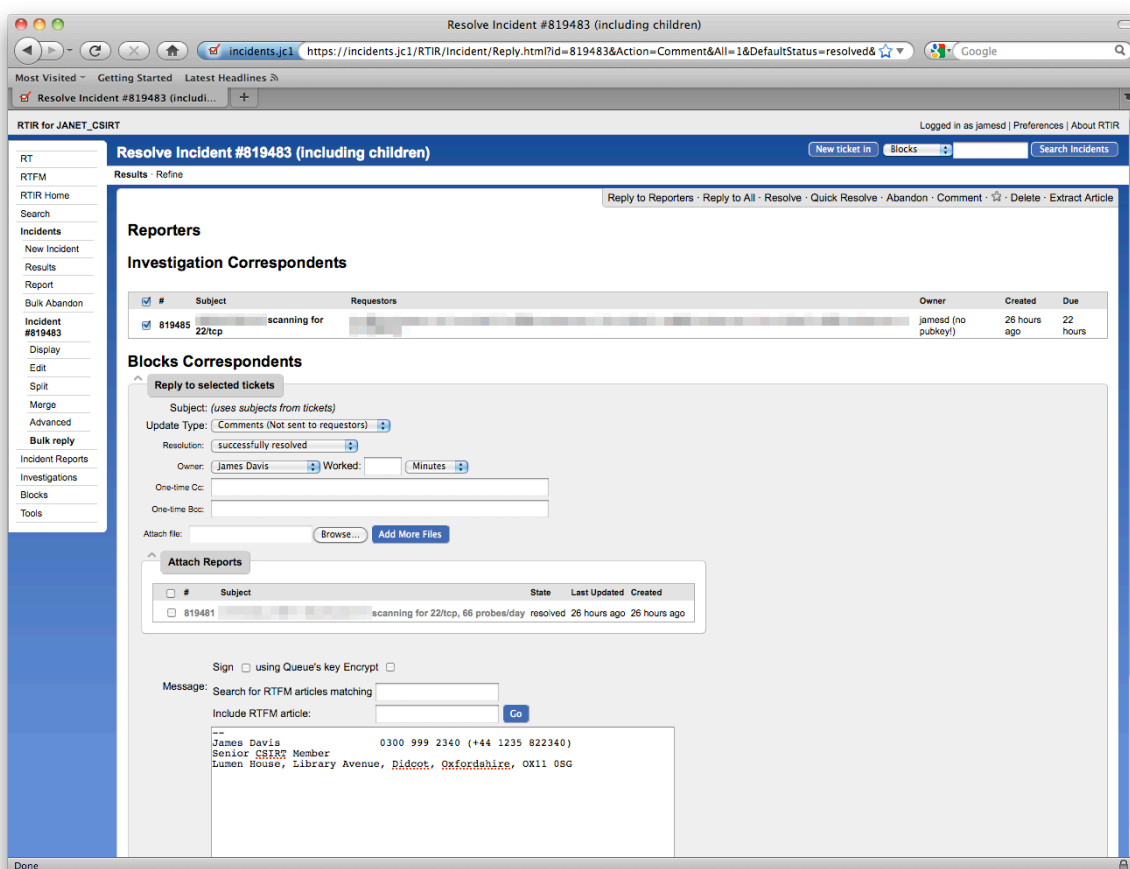 Resolve Incident #819483 (including children)
incidents.jc1 https://incidents.jc1/RTIR/Incident/Reply.html?id=819483&Action=Comment&All=1&DefaultStatus=resolved& Google
Most Visited Getting Started Latest Headlines
Resolve Incident #819483 (includi... +
RTIR for JANET_CSIRT Logged in as jamesd | Preferences | About RTIR
Resolve Incident #819483 (including children) New ticket in Blocks Search Incidents
Results · Refine
Reply to Reporters · Reply to All · Resolve · Quick Resolve · Abandon · Comment · ☆ · Delete · Extract Article
RT
RTFM
RTIR Home
Search
Incidents
New Incident
Results
Report
Bulk Abandon
Incident
#819483
Display
Edit
Split
Merge
Advanced
Bulk reply
Incident Reports
Investigations
Blocks
Tools
Reporters
Investigation Correspondents
# Subject Requestors Owner Created Due
819485 scanning for 22/tcp jamesd (no pubkey!) 26 hours ago 22 hours
Blocks Correspondents
Reply to selected tickets
Subject: (uses subjects from tickets)
Update Type: Comments (Not sent to requestors)
Resolution: successfully resolved
Owner: James Davis Worked: Minutes
One-time Cc:
One-time Bcc:
Attach file: Browse... Add More Files
Attach Reports
# Subject State Last Updated Created
819481 scanning for 22/tcp, 66 probes/day resolved 26 hours ago 26 hours ago
Sign using Queue's key Encrypt
Message: Search for RTFM articles matching
Include RTFM article: Go
--
James Davis 0300 999 2340 (+44 1235 822340)
Senior CSIRT Member
Lumen House, Library Avenue, Didcot, Oxfordshire, OX11 0SG
Done